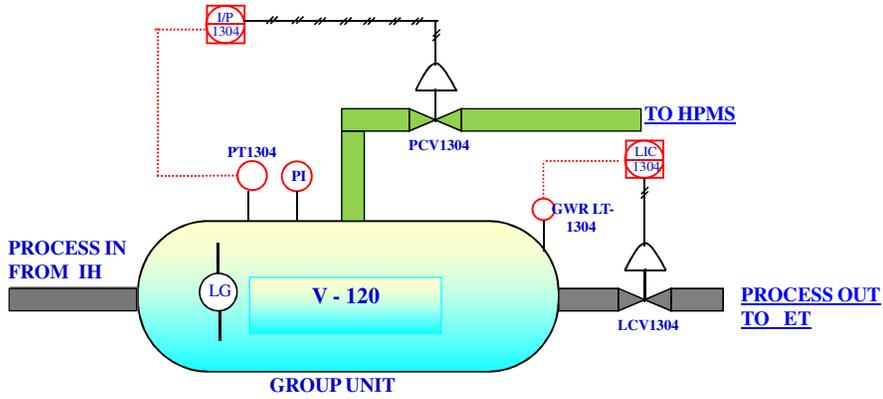 I/P
1304
TO HPMS
PCV1304
PT1304
PI
LIC
1304
GWR LT-
1304
PROCESS IN
FROM IH
LG
V - 120
PROCESS OUT
TO ET
LCV1304
GROUP UNIT